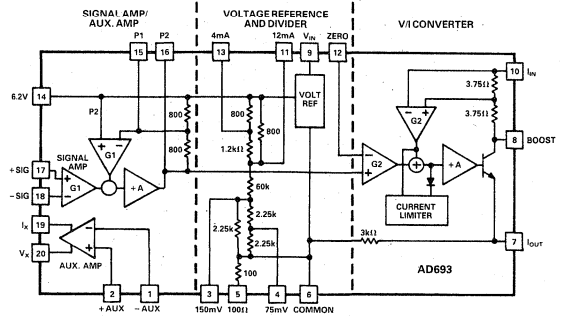 SIGNAL AMP/
AUX. AMP
VOLTAGE REFERENCE
AND DIVIDER
V/I CONVERTER
P1
P2
4mA
12mA
VIN
ZERO
15
16
13
11
9
12
10
IIN
3.75Ω
3.75Ω
6.2V
14
P2
VOLT
REF
800
800
800
1.2kΩ
G2
8
BOOST
SIGNAL
AMP
+SIG
17
−SIG
18
+
−
G1
+ −
G1
+A
−
+
G2
+
+A
60k
CURRENT
LIMITER
IX
19
VX
20
−
+
AUX. AMP
2.25k
2.25k
2.25k
3kΩ
7
IOUT
100
AD693
2
1
3
5
4
6
+AUX
−AUX
150mV
100Ω
75mV
COMMON